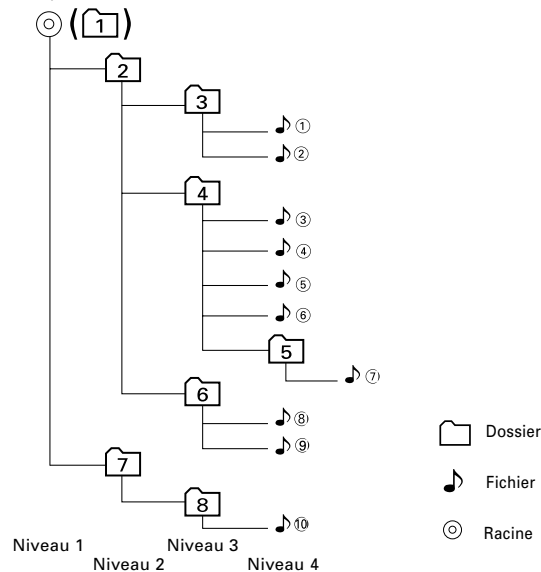 (1)
2
3
①
②
4
③
④
⑤
⑥
5
⑦
6
⑧
⑨
7
8
⑩
Dossier
Fichier
Racine
Niveau 1
Niveau 2
Niveau 3
Niveau 4